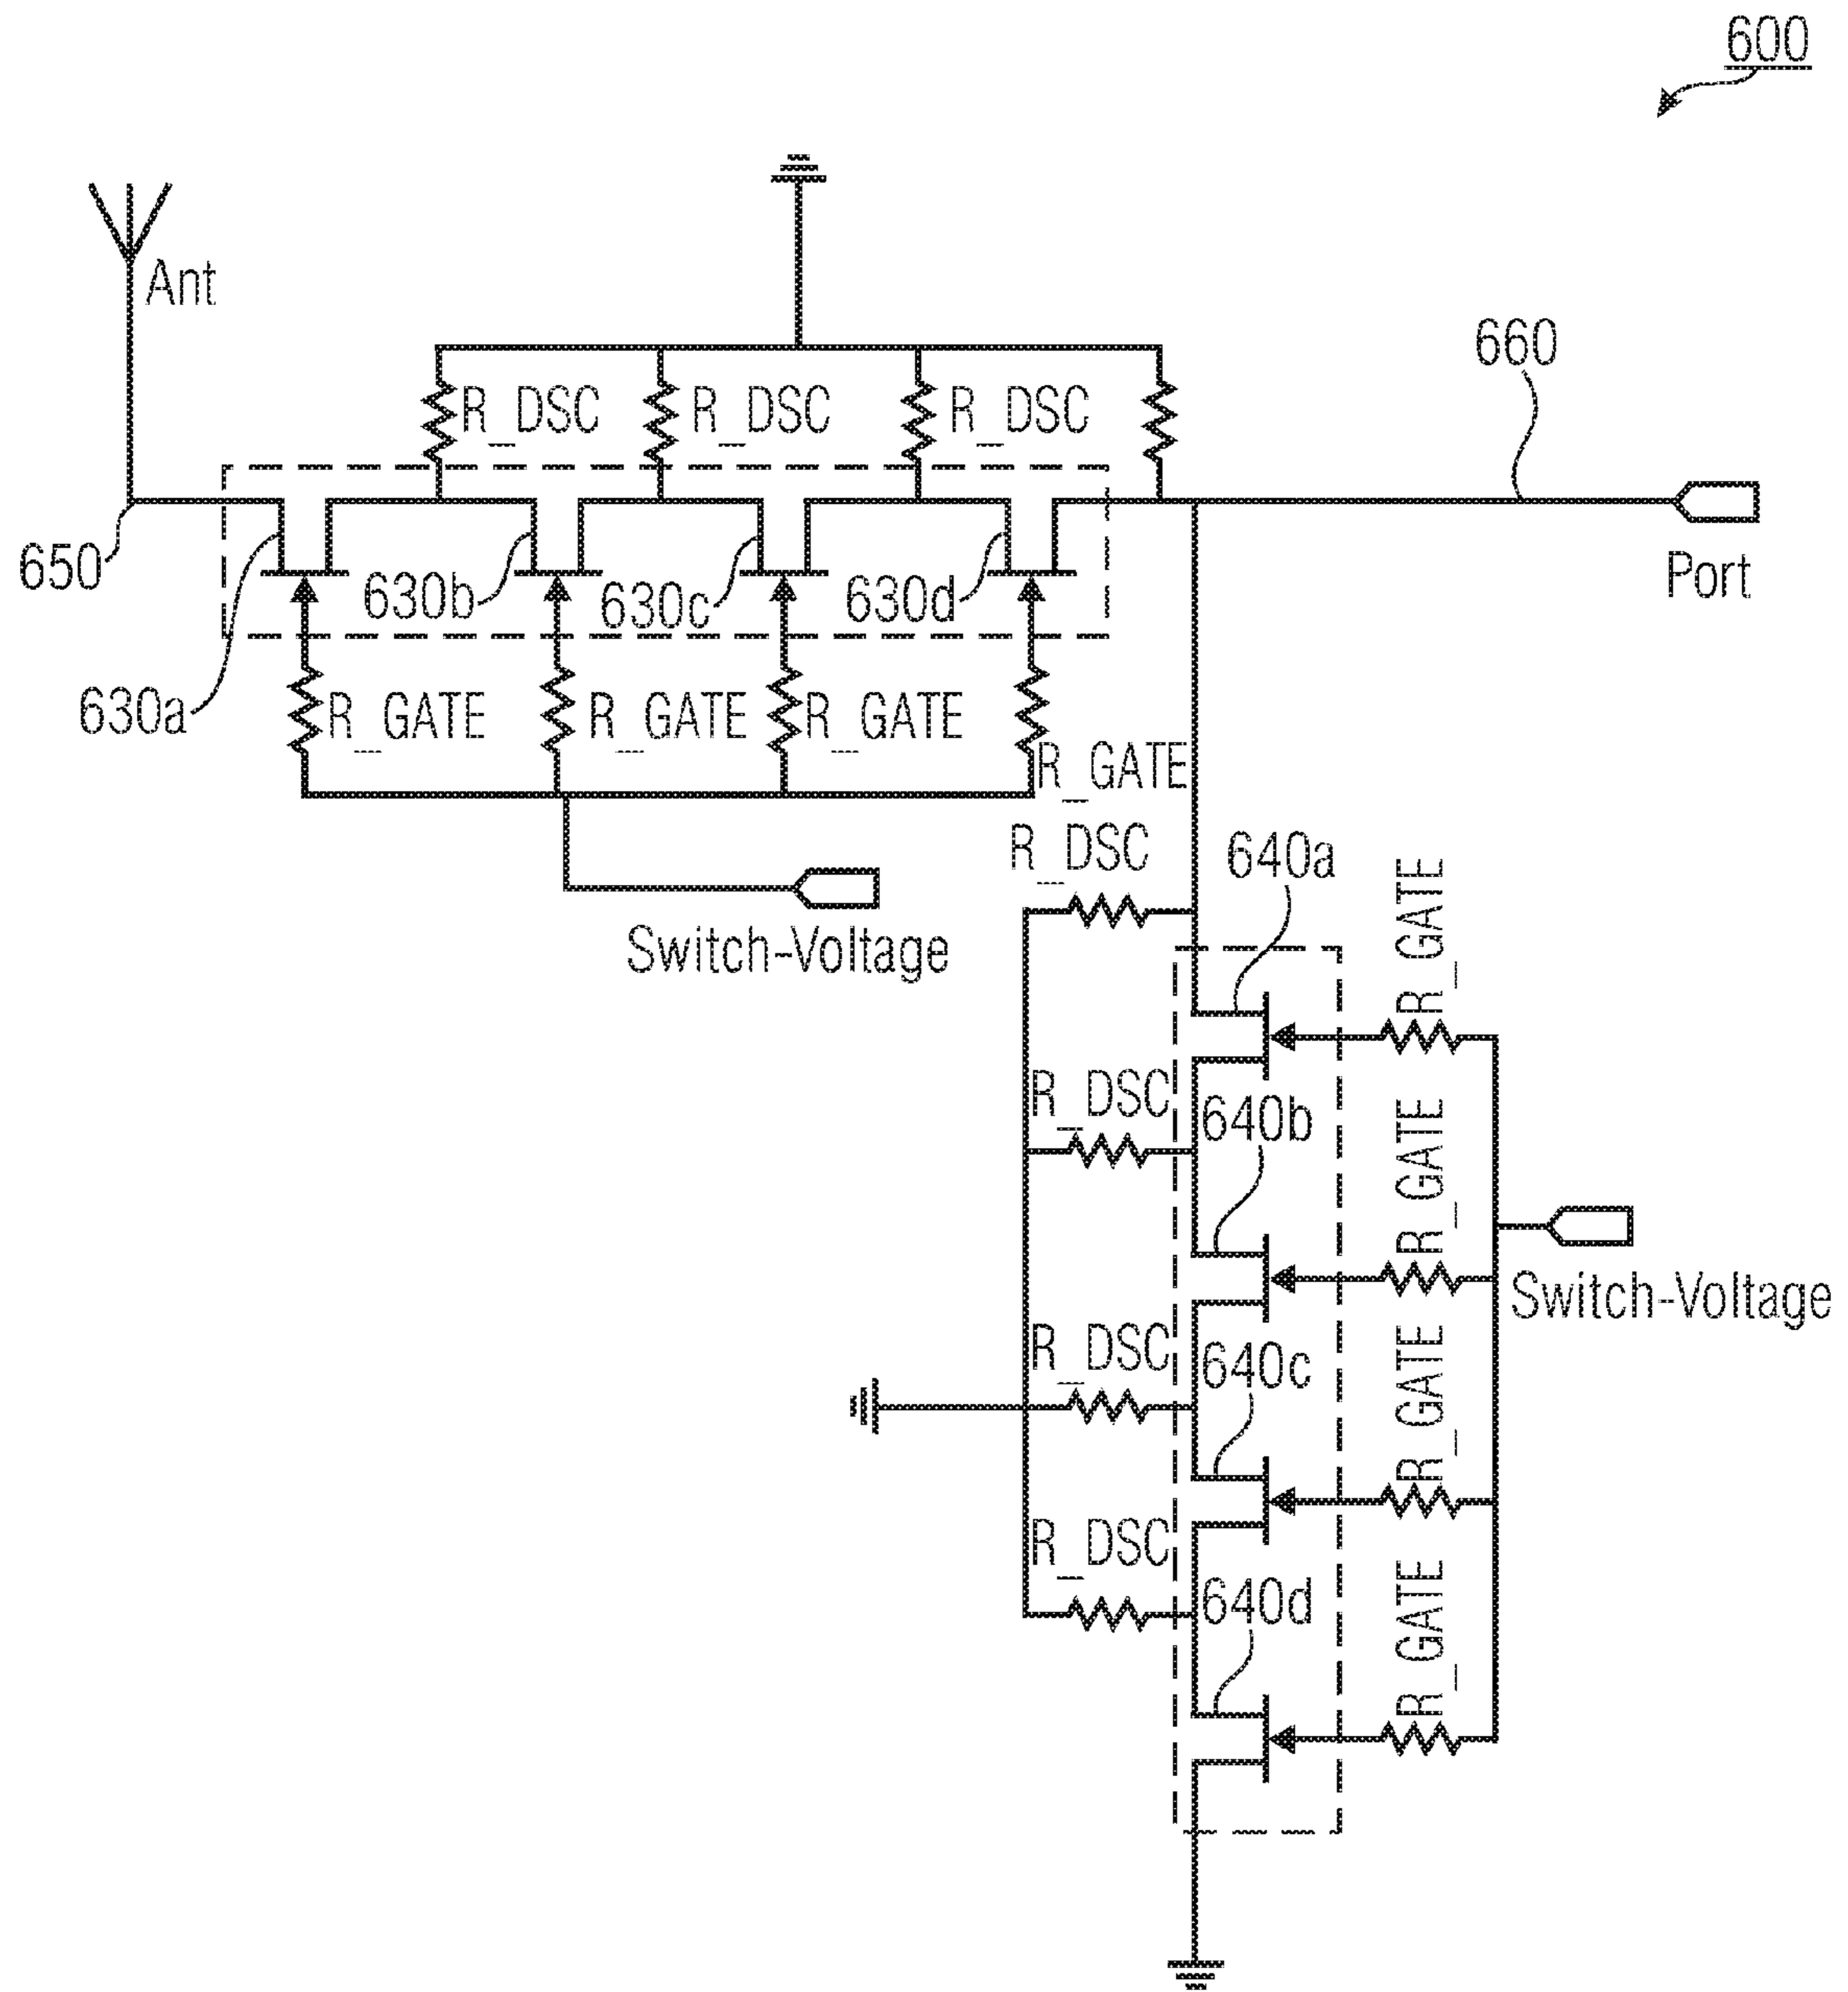 600
Ant
660
R_DSC R_DSC R_DSC
650
630b 630c 630d
Port
630a
R_GATE R_GATE R_GATE
R_GATE
R_DSC
640a
R_GATE
Switch-Voltage
R_DSC
640b
R_GATE
Switch-Voltage
R_DSC
640c
R_GATE
R_DSC
640d
R_GATE